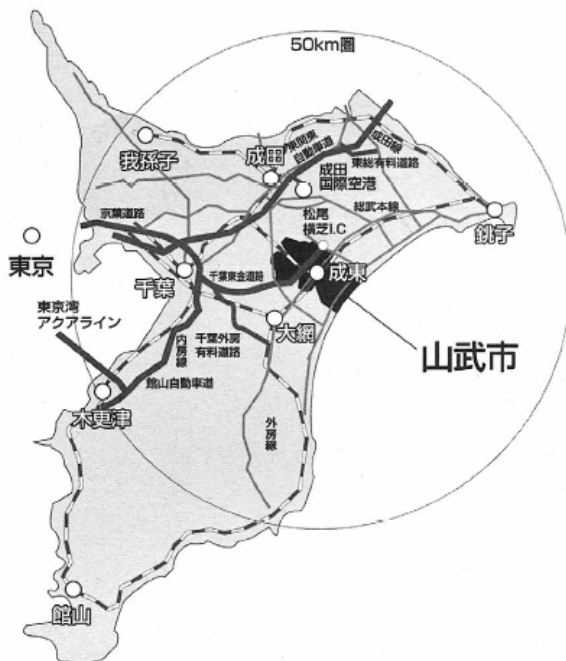 50km圏
我孫子
成田
東関東
自動車道
成田線
東総有料道路
成田
国際空港
京葉道路
松尾
横芝I.C
総武本線
銚子
東京
千葉
千葉東金道路
成東
東京湾
アクアライン
内房線
千葉外房
有料道路
大網
山武市
館山自動車道
木更津
外房線
館山